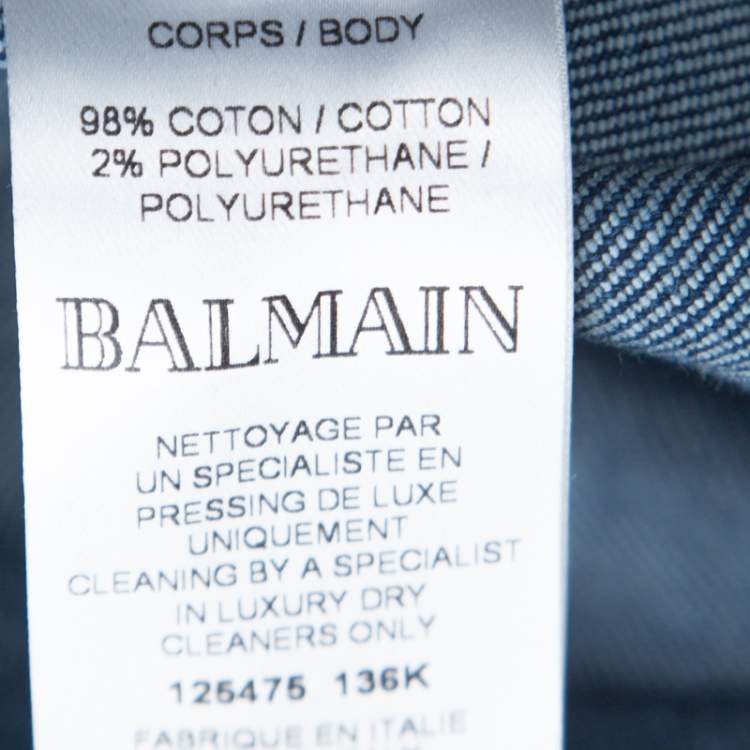 CORPS / BODY
98% COTON / COTTON
2% POLYURETHANE /
POLYURETHANE
BALMAIN
NETTOYAGE PAR
UN SPECIALISTE EN
PRESSING DE LUXE
UNIQUEMENT
CLEANING BY A SPECIALIST
IN LUXURY DRY
CLEANERS ONLY
125475 136K
FABRIQUE EN ITALIE